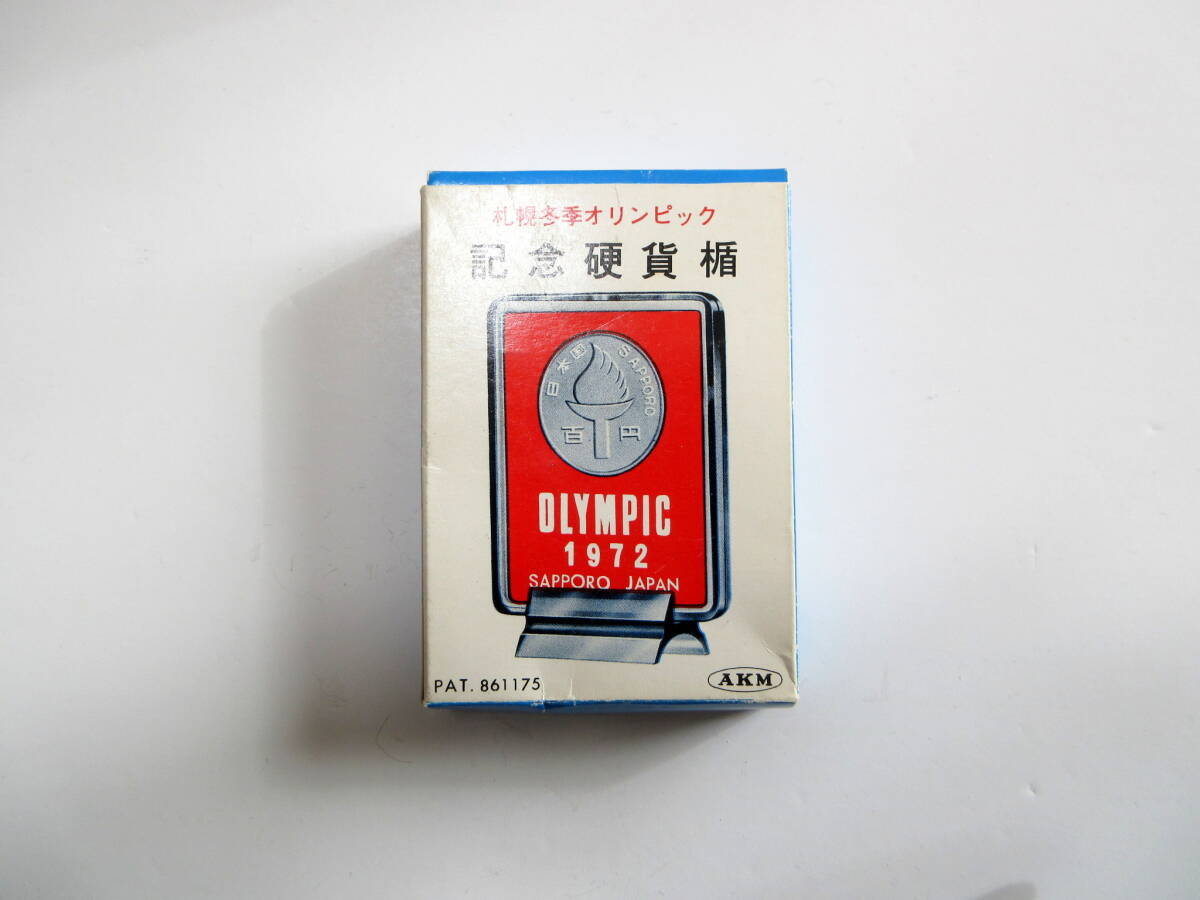 札幌冬季オリンピック
記念硬貨楯
日本国 SAPPORO
百円
OLYMPIC
1972
SAPPORO JAPAN
PAT. 861175
AKM